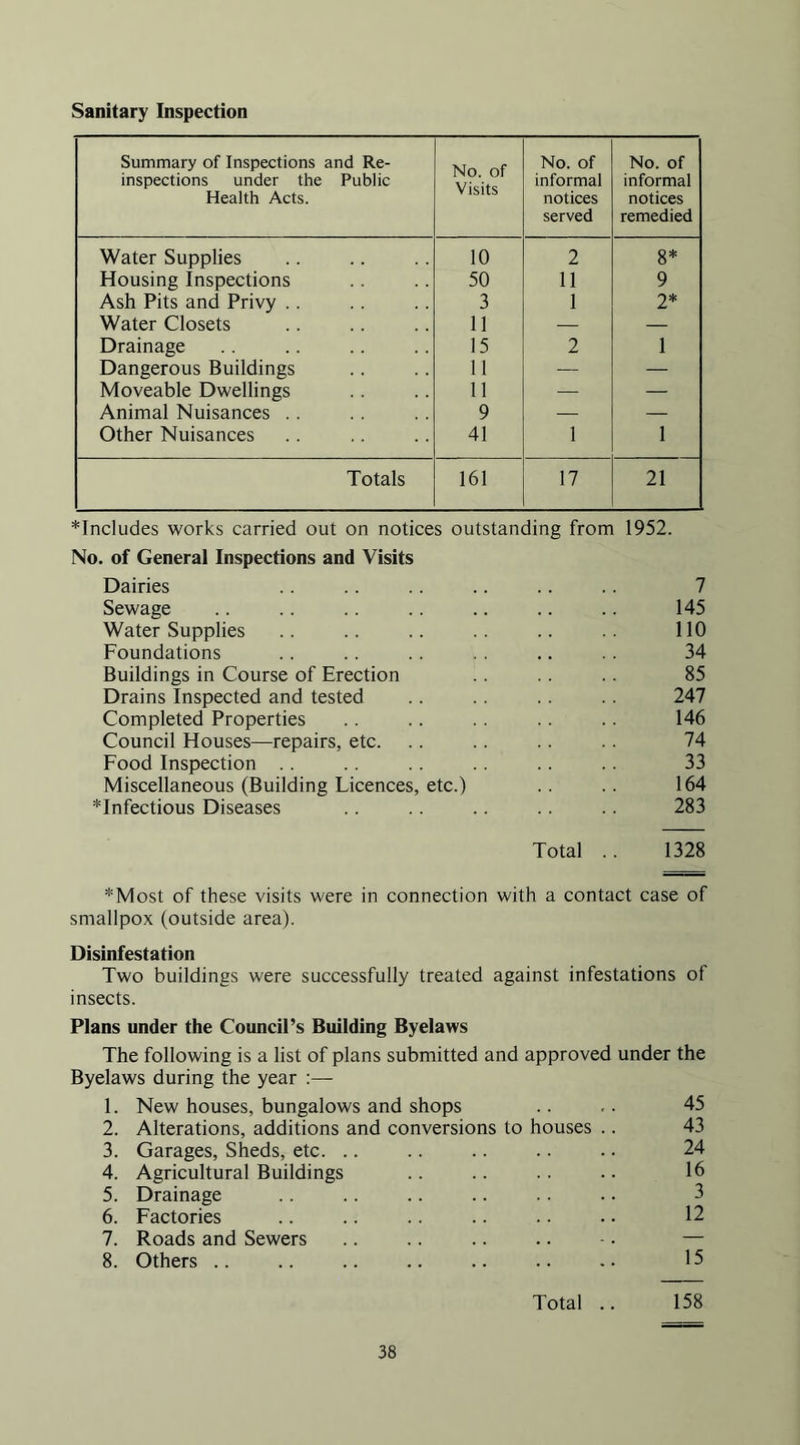 Sanitary Inspection
Summary of Inspections and Re-
inspections under the Public
Health Acts.
No. of
Visits
No. of
informal
notices
served
No. of
informal
notices
remedied
Water Supplies .. .. .. 10 2 8*
Housing Inspections .. .. 50 11 9
Ash Pits and Privy .. .. .. 3 1 2*
Water Closets .. .. .. 11 — —
Drainage .. .. .. .. 15 2 1
Dangerous Buildings .. .. 11 — —
Moveable Dwellings .. .. 11 — —
Animal Nuisances .. .. .. 9 — —
Other Nuisances .. .. .. 41 1 1
Totals 161 17 21
*Includes works carried out on notices outstanding from 1952.
No. of General Inspections and Visits
Dairies .. .. .. .. .. .. 7
Sewage .. .. .. .. .. .. .. 145
Water Supplies .. .. .. .. .. .. 110
Foundations .. .. .. .. .. .. 34
Buildings in Course of Erection .. .. .. 85
Drains Inspected and tested .. .. .. .. 247
Completed Properties .. .. .. .. .. 146
Council Houses—repairs, etc. .. .. .. .. 74
Food Inspection .. .. .. .. .. .. 33
Miscellaneous (Building Licences, etc.) .. .. 164
*Infectious Diseases .. .. .. .. .. 283
Total .. 1328
*Most of these visits were in connection with a contact case of
smallpox (outside area).
Disinfestation
Two buildings were successfully treated against infestations of
insects.
Plans under the Council's Building Byelaws
The following is a list of plans submitted and approved under the
Byelaws during the year :—
1. New houses, bungalows and shops .. .. 45
2. Alterations, additions and conversions to houses .. 43
3. Garages, Sheds, etc. .. .. .. .. .. 24
4. Agricultural Buildings .. .. .. .. 16
5. Drainage .. .. .. .. .. .. 3
6. Factories .. .. .. .. .. .. 12
7. Roads and Sewers .. .. .. .. .. —
8. Others .. .. .. .. .. .. .. 15
Total .. 158
38